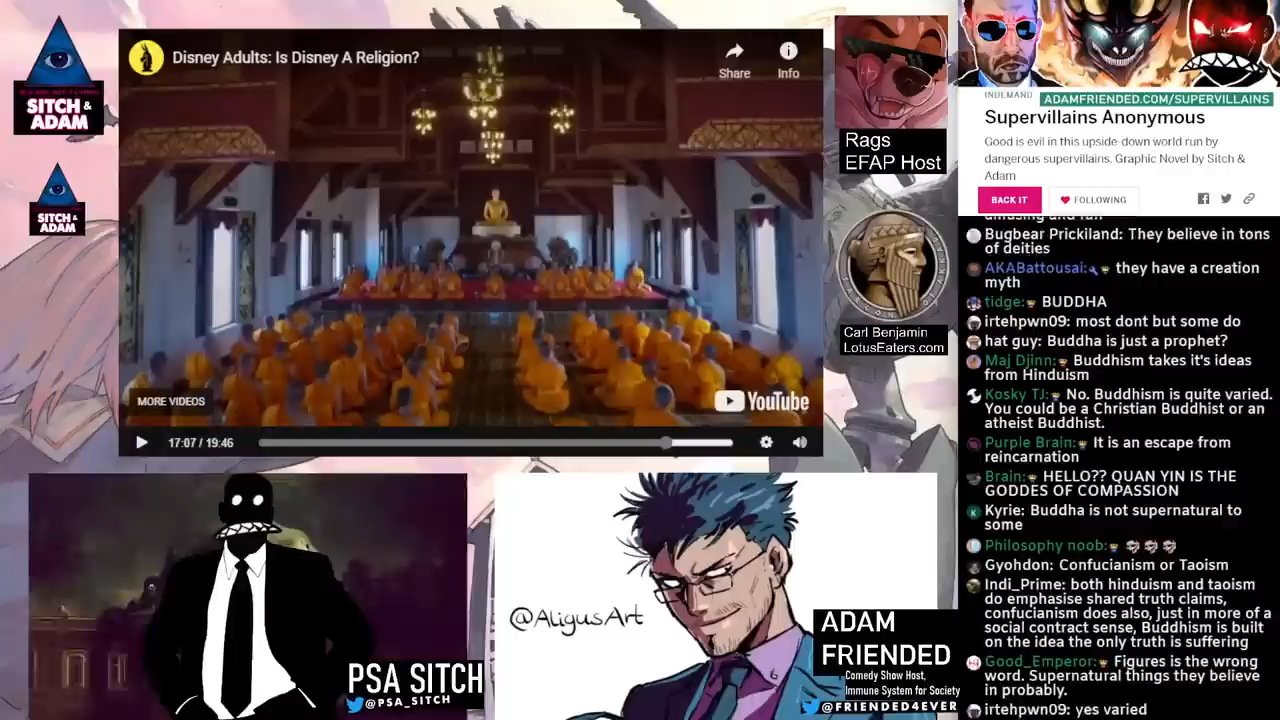 SITCH &
ADAM
SITCH &
ADAM
Disney Adults: Is Disney A Religion?
Share
Info
MORE VIDEOS
YouTube
17:07 / 19:46
Rags
EFAP Host
Carl Benjamin
LotusEaters.com
INDEMAND
ADAMFRIENDED.COM/SUPERVILLAINS
Supervillains Anonymous
Good is evil in this upside-down world run by
dangerous supervillains. Graphic Novel by Sitch &
Adam
BACK IT
FOLLOWING
amusing and fun
Bugbear Prickiland: They believe in tons
of deities
AKABattousai: they have a creation
myth
tidge: BUDDHA
irtehpwn09: most dont but some do
hat guy: Buddha is just a prophet?
Maj Djinn: Buddhism takes it's ideas
from Hinduism
Kosky TJ: No. Buddhism is quite varied.
You could be a Christian Buddhist or an
atheist Buddhist.
Purple Brain: It is an escape from
reincarnation
Brain: HELLO?? QUAN YIN IS THE
GODDES OF COMPASSION
Kyrie: Buddha is not supernatural to
some
Philosophy noob:
Gyohdon: Confucianism or Taoism
Indi_Prime: both hinduism and taoism
do emphasise shared truth claims,
confucianism does also, just in more of a
social contract sense, Buddhism is built
on the idea the only truth is suffering
Good_Emperor: Figures is the wrong
word. Supernatural things they believe
in probably.
irtehpwn09: yes varied
PSA SITCH
@PSA_SITCH
@AligusArt
ADAM
FRIENDED
Comedy Show Host,
Immune System for Society
@FRIENDED4EVER